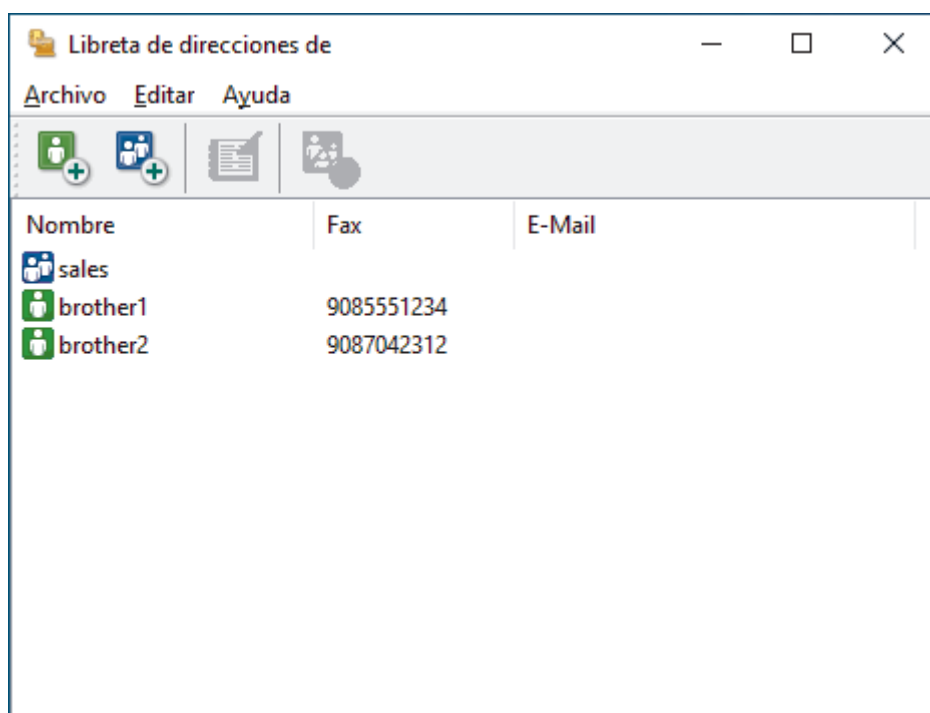 Libreta de direcciones de
Archivo Editar Ayuda
Nombre Fax E-Mail
sales
brother1 9085551234
brother2 9087042312